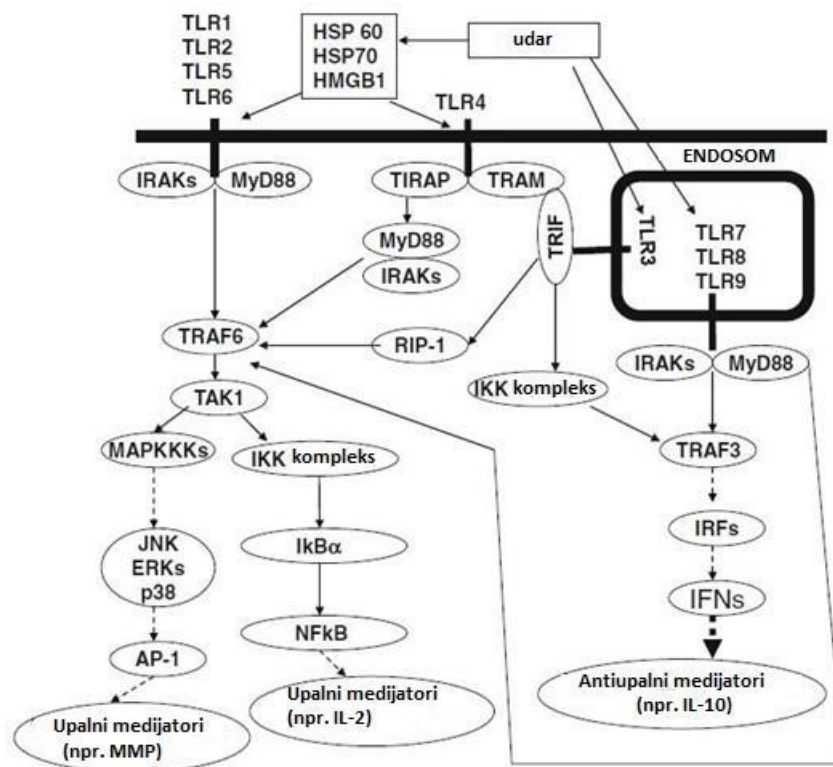 TLR1
TLR2
TLR5
TLR6
HSP 60
HSP70
HMGB1
udar
TLR4
ENDOSOM
IRAKs
MyD88
TIRAP
TRAM
TRIF
TLR3
TLR7
TLR8
TLR9
MyD88
IRAKs
TRAF6
RIP-1
IRAKs
MyD88
IKK kompleks
TAK1
MAPKKKs
IKK kompleks
TRAF3
JNK
ERKs
p38
IkBα
IRFs
IFNs
NFkB
AP-1
Upalni medijatori
(npr. MMP)
Upalni medijatori
(npr. IL-2)
Antiupalni medijatori
(npr. IL-10)